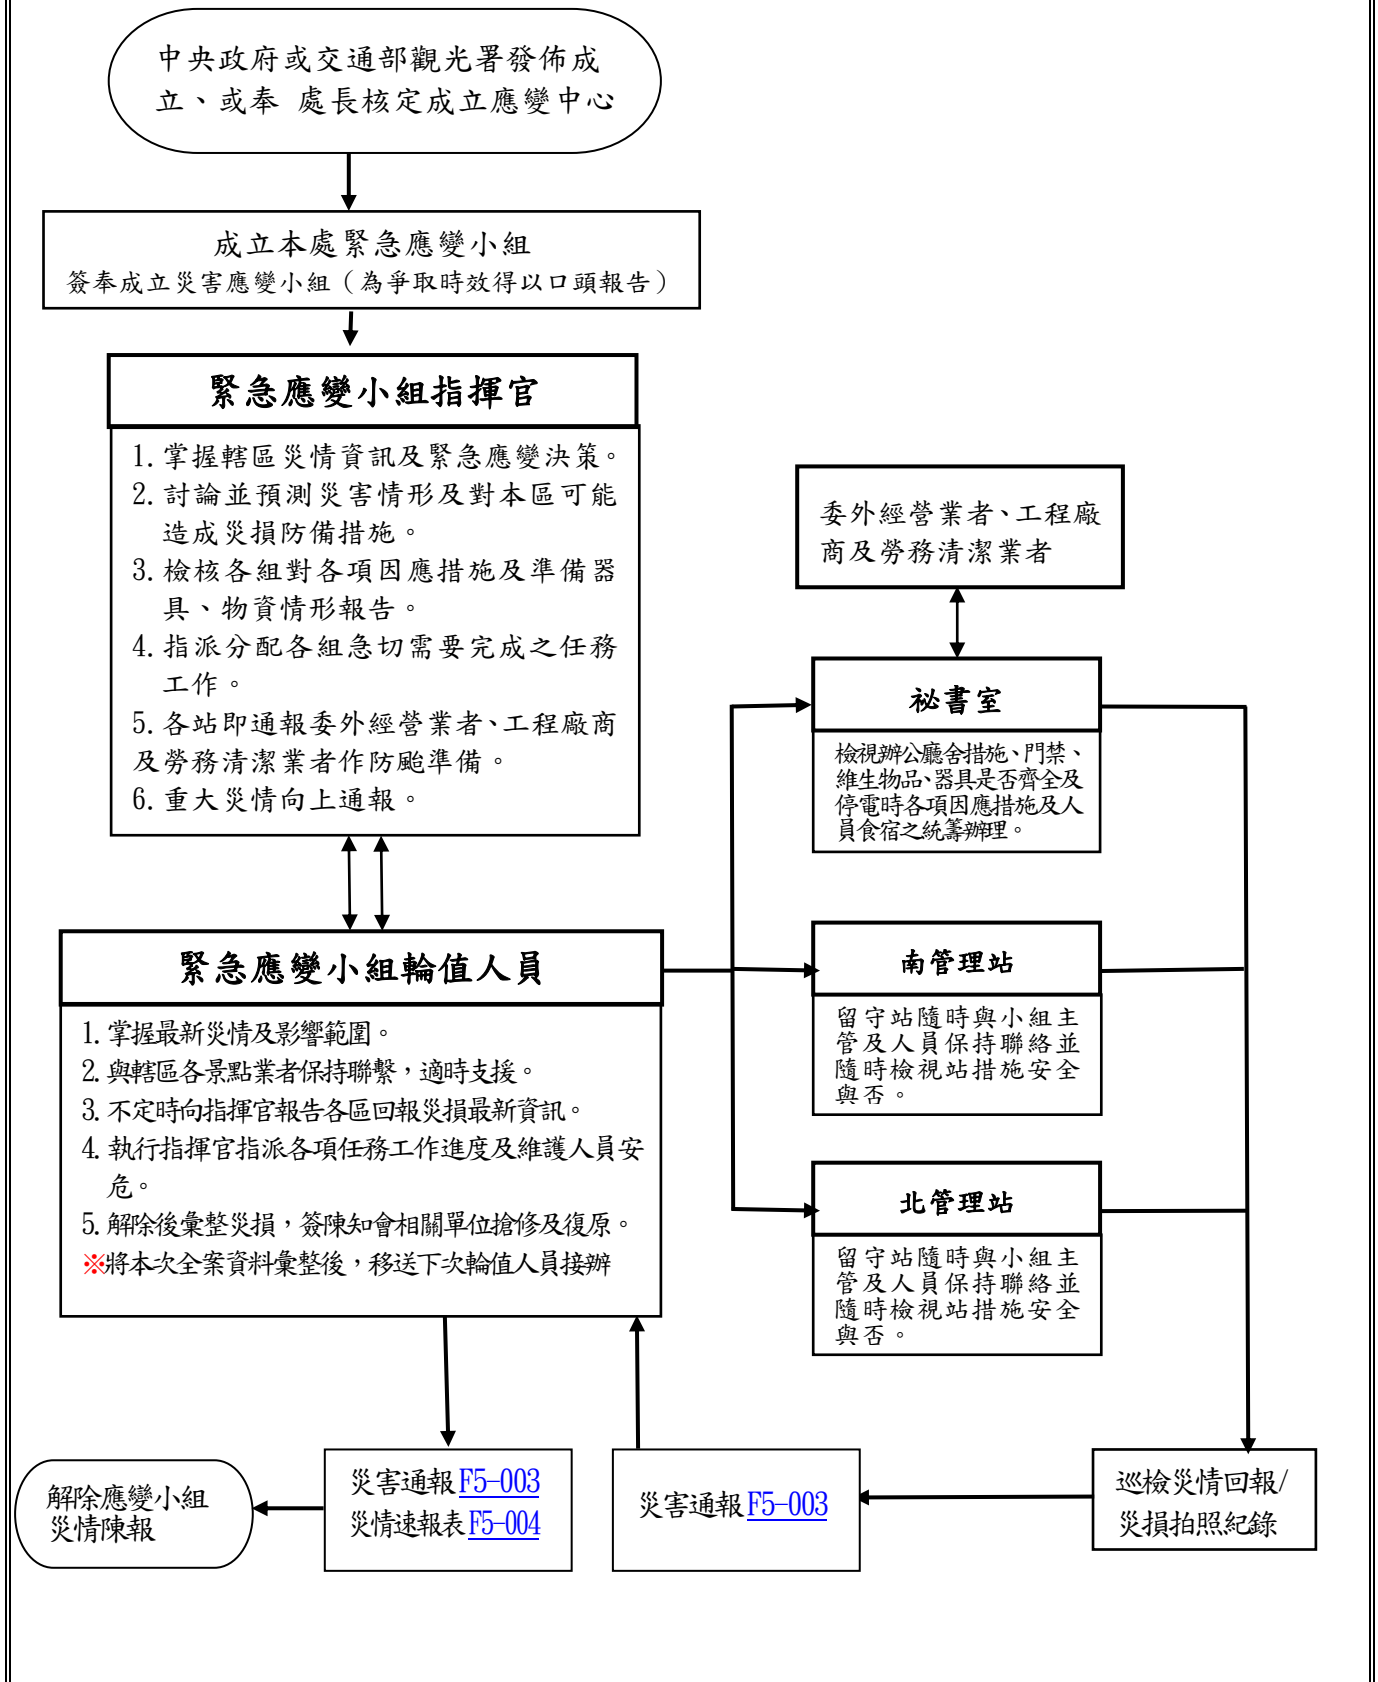 中央政府或交通部觀光署發佈成
立、或奉 處長核定成立應變中心
成立本處緊急應變小組
簽奉成立災害應變小組（為爭取時效得以口頭報告）
緊急應變小組指揮官
1.掌握轄區災情資訊及緊急應變決策。
2.討論並預測災害情形及對本區可能
造成災損防備措施。
3.檢核各組對各項因應措施及準備器
具、物資情形報告。
4.指派分配各組急切需要完成之任務
工作。
5.各站即通報委外經營業者、工程廠商
及勞務清潔業者作防颱準備。
6.重大災情向上通報。
委外經營業者、工程廠
商及勞務清潔業者
祕書室
檢視辦公廳舍措施、門禁、
維生物品、器具是否齊全及
停電時各項因應措施及人
員食宿之統籌辦理。
緊急應變小組輪值人員
1.掌握最新災情及影響範圍。
2.與轄區各景點業者保持聯繫，適時支援。
3.不定時向指揮官報告各區回報災損最新資訊。
4.執行指揮官指派各項任務工作進度及維護人員安
危。
5.解除後彙整災損，簽陳知會相關單位搶修及復原。
※將本次全案資料彙整後，移送下次輪值人員接辦
南管理站
留守站隨時與小組主
管及人員保持聯絡並
隨時檢視站措施安全
與否。
北管理站
留守站隨時與小組主
管及人員保持聯絡並
隨時檢視站措施安全
與否。
解除應變小組
災情陳報
災害通報F5-003
災情速報表F5-004
災害通報F5-003
巡檢災情回報/
災損拍照紀錄